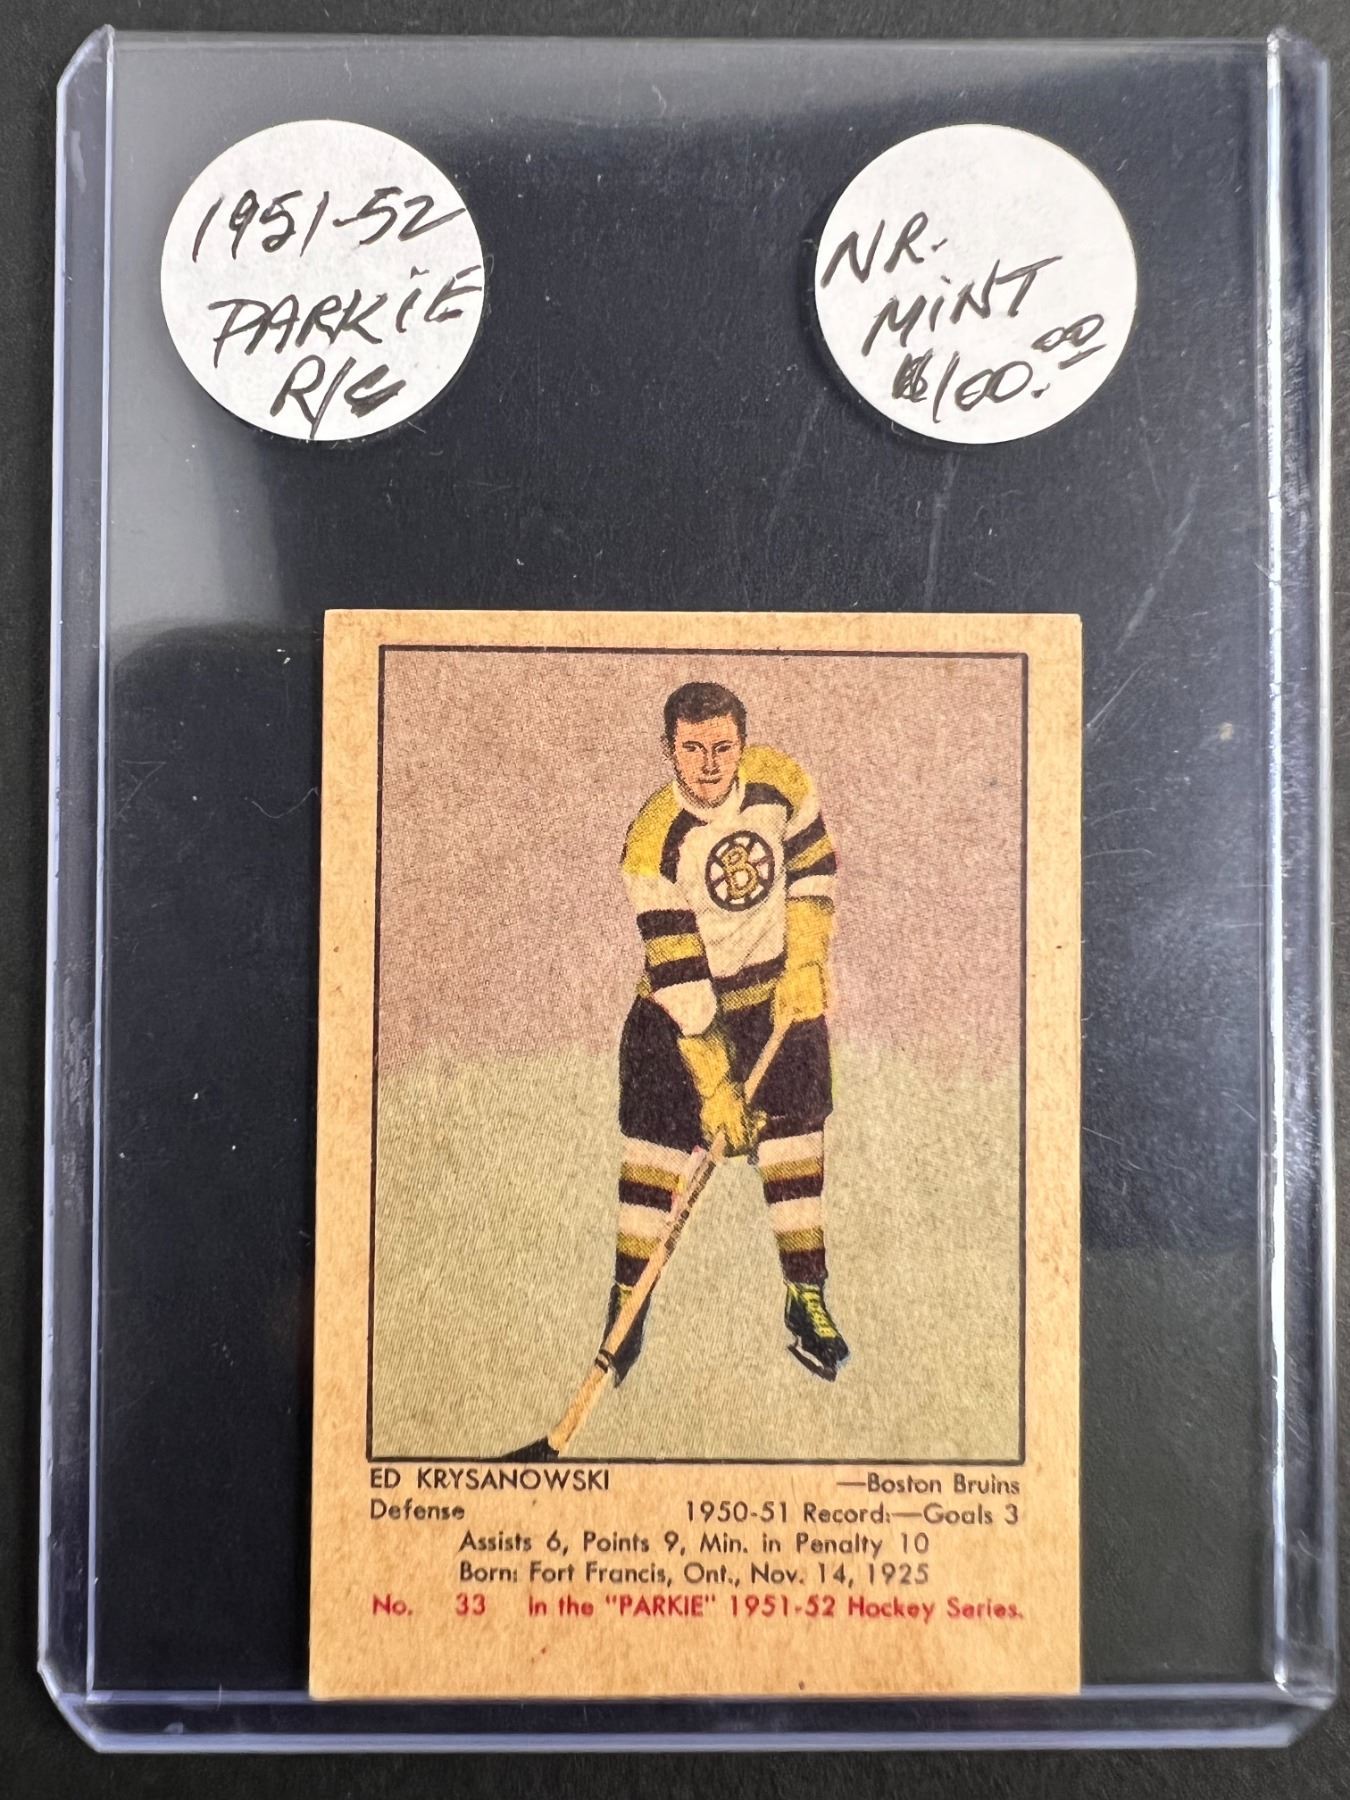 1951-52
PARKIE
R/C
NR.
MINT
$100.00
B
ED KRYSANOWSKI —Boston Bruins
Defense 1950-51 Record:—Goals 3
Assists 6, Points 9, Min. in Penalty 10
Born: Fort Francis, Ont., Nov. 14, 1925
No. 33 in the "PARKIE" 1951-52 Hockey Series.